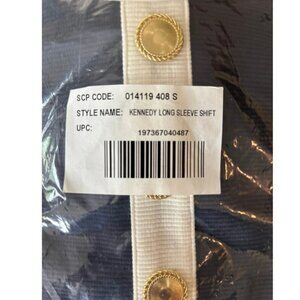 SCP CODE: 014119 408 S
STYLE NAME: KENNEDY LONG SLEEVE SHIFT
UPC: 197367040487